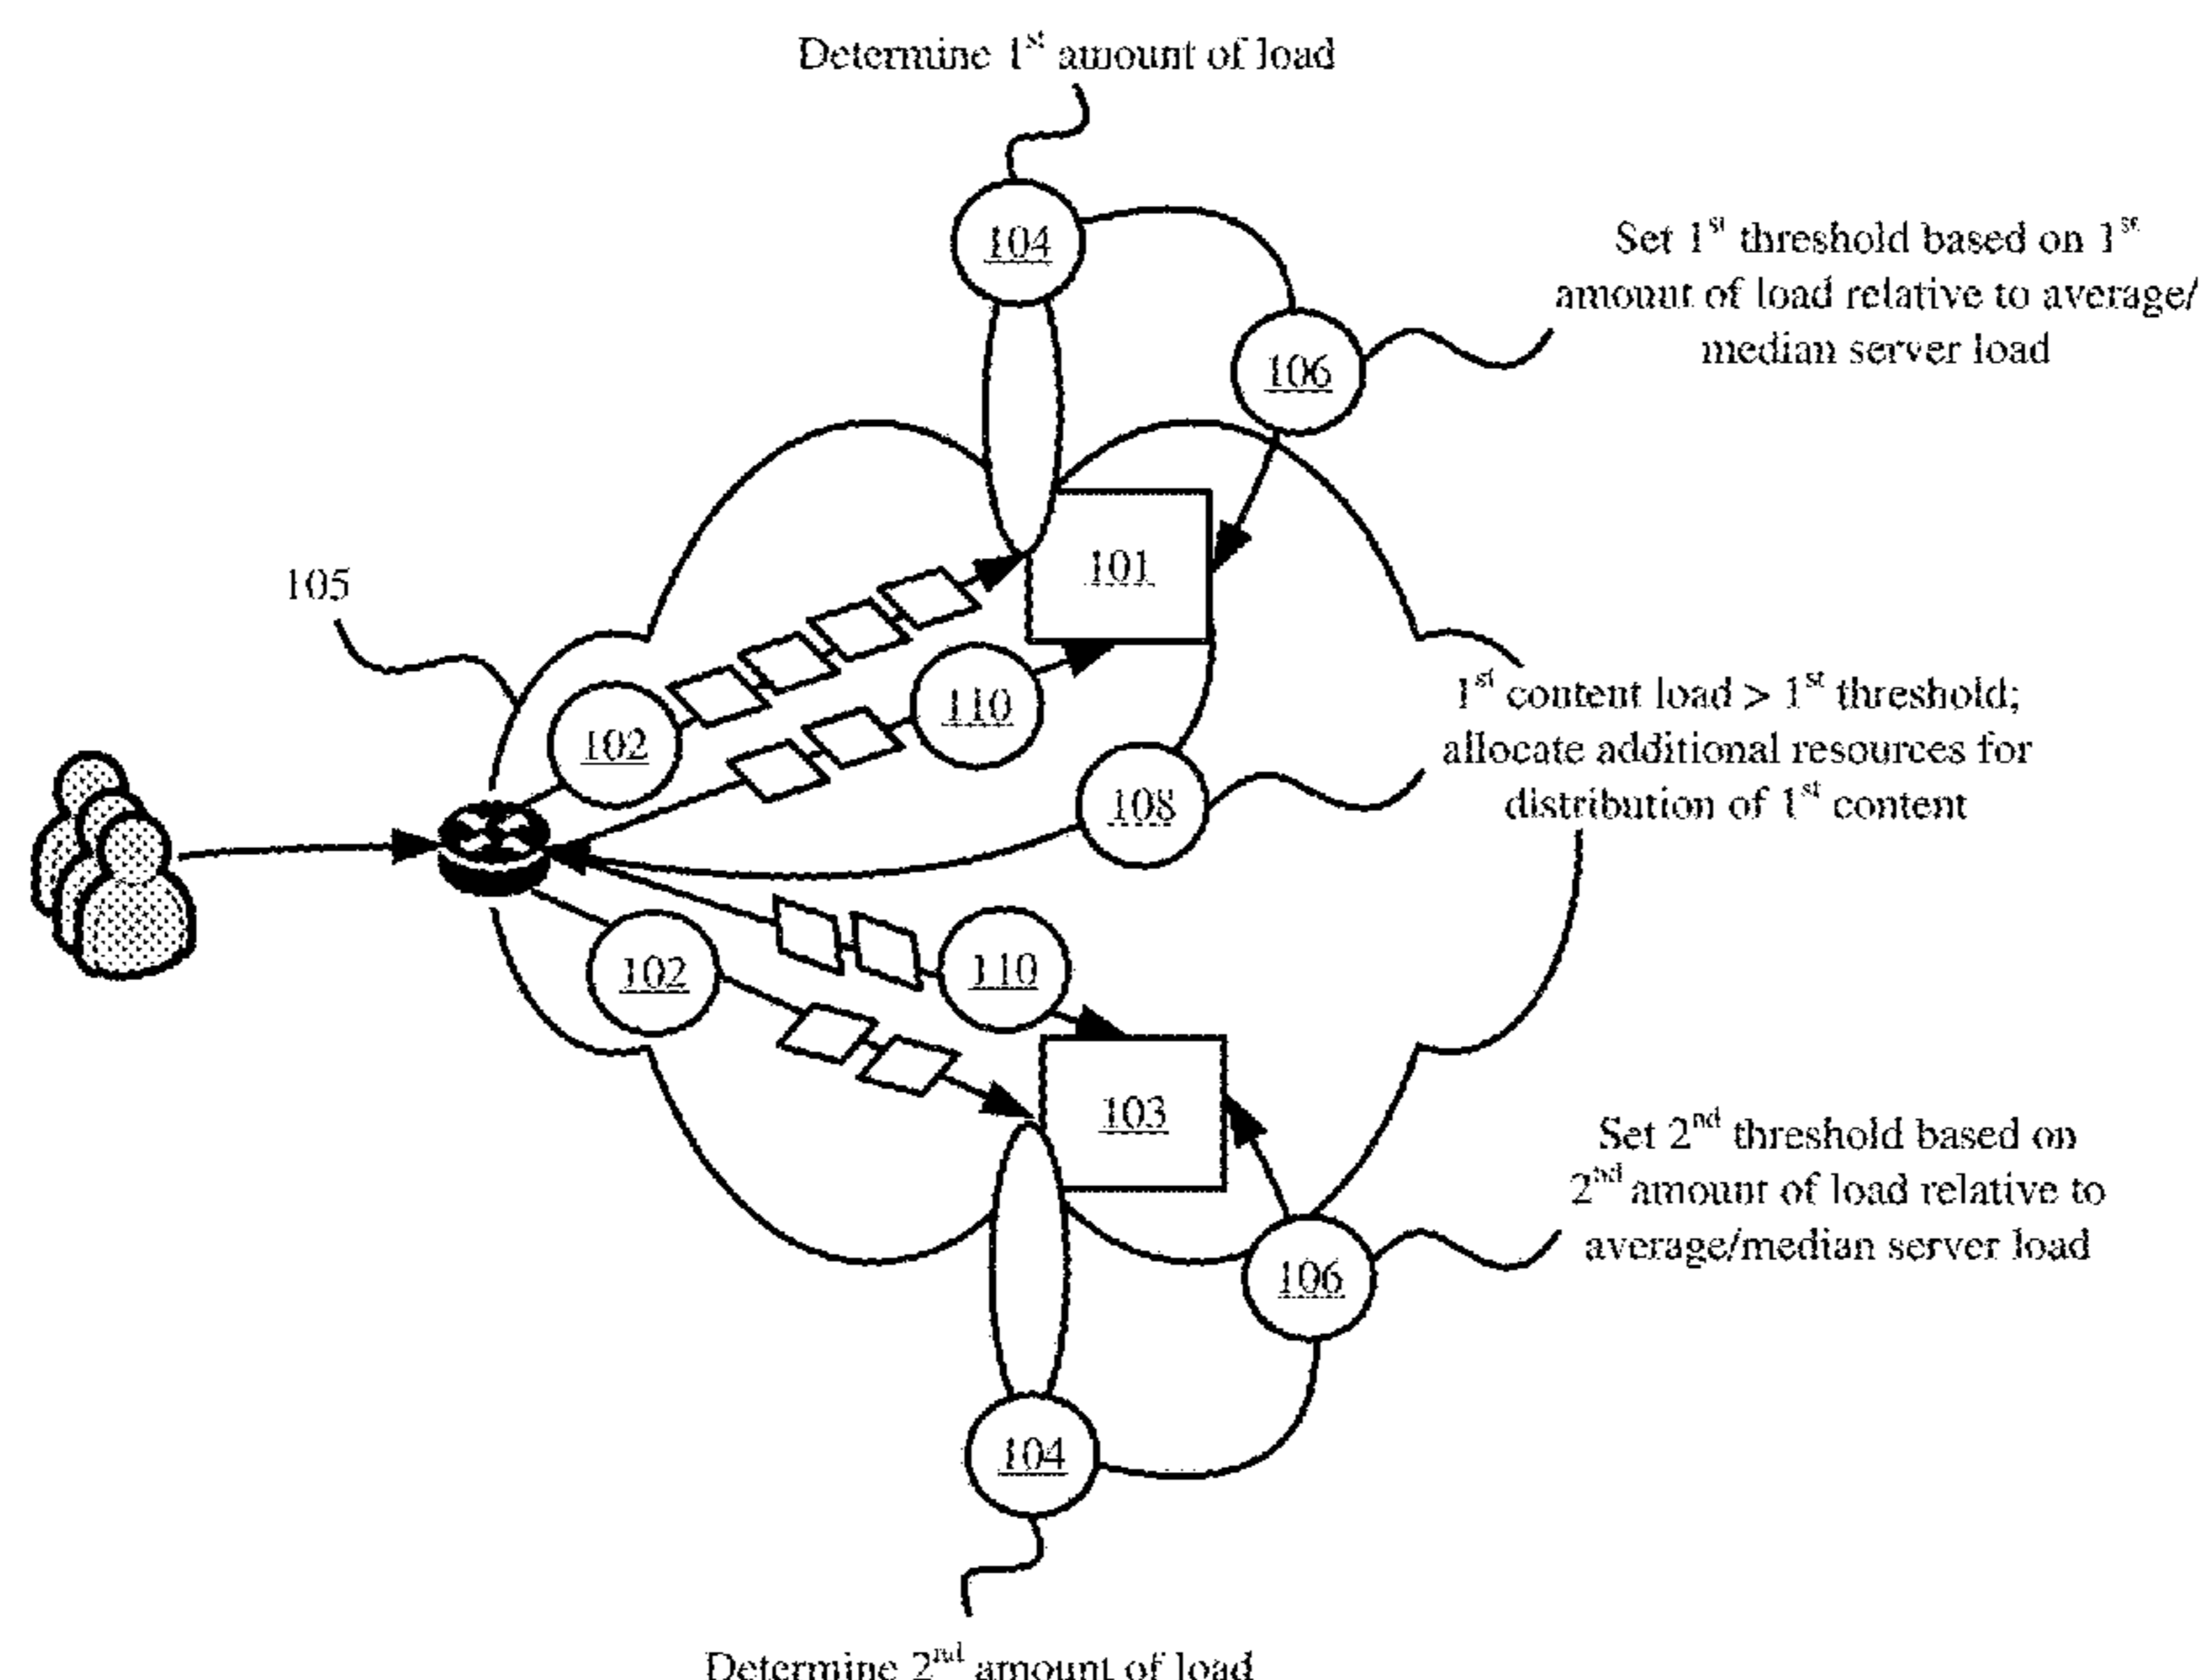 Determine 1st amount of load
104
Set 1st threshold based on 1st
amount of load relative to average/
median server load
106
101
105
110
102
1st content load > 1st threshold;
allocate additional resources for
distribution of 1st content
108
102
110
103
Set 2nd threshold based on
2nd amount of load relative to
average/median server load
106
104
Determine 2nd amount of load